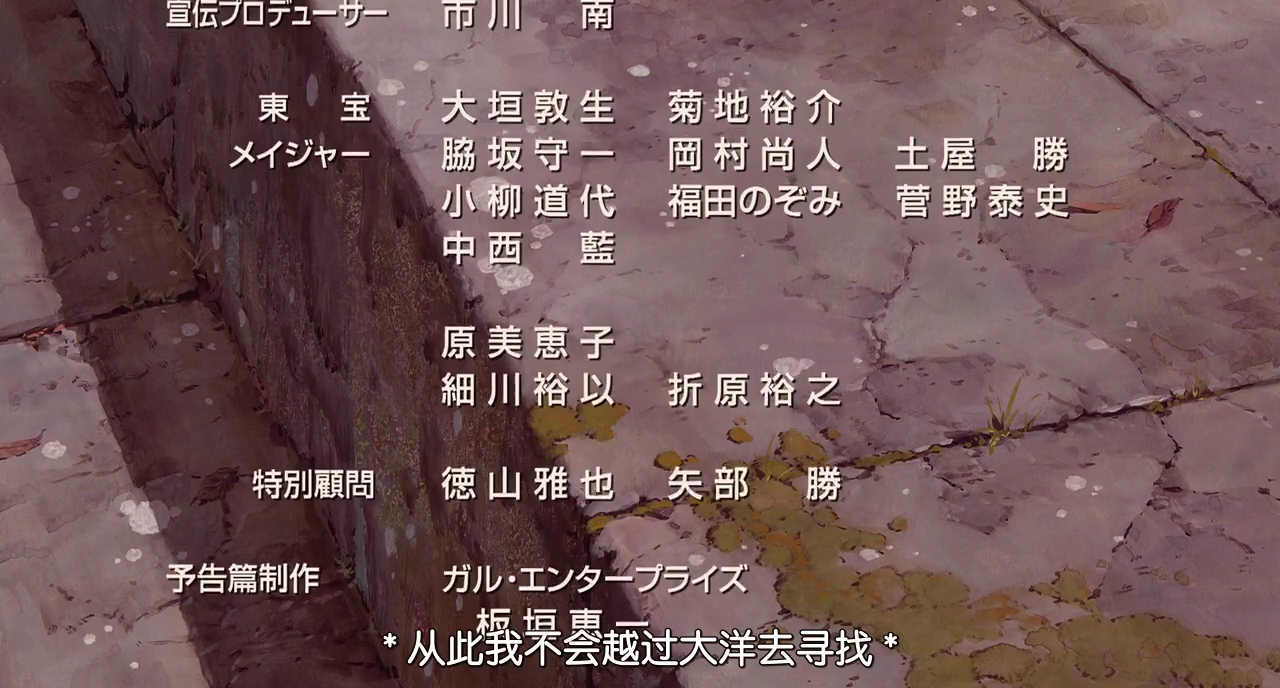 宣伝プロデューサー 市川 南
東宝 大垣敦生 菊地裕介
メイジャー 脇坂守一 岡村尚人 土屋 勝
小柳道代 福田のぞみ 菅野泰史
中西 藍
原美恵子
細川裕以 折原裕之
特別顧問 徳山雅也 矢部 勝
予告篇制作 ガル・エンタープライズ
板垣恵一
* 从此我不会越过大洋去寻找 *